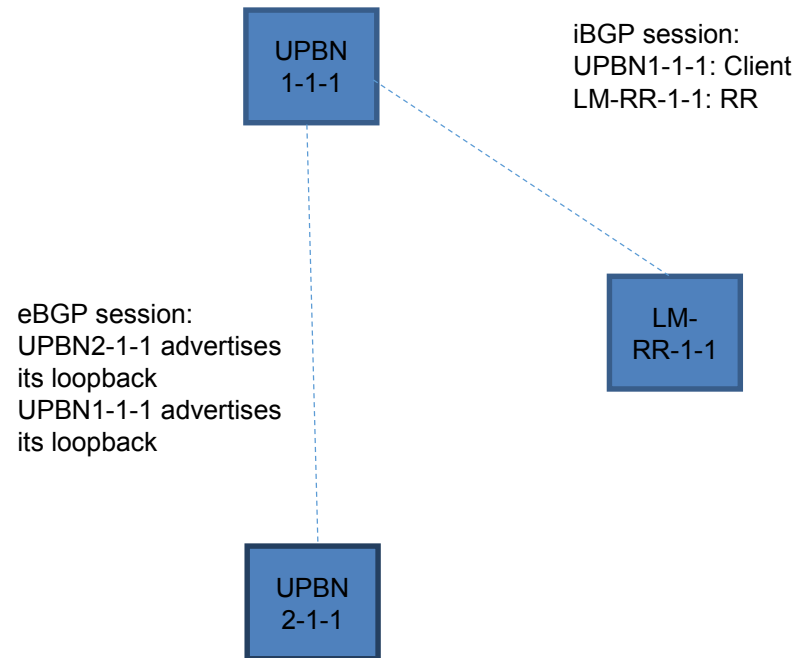 UPBN
1-1-1
iBGP session:
UPBN1-1-1: Client
LM-RR-1-1: RR
eBGP session:
UPBN2-1-1 advertises
its loopback
UPBN1-1-1 advertises
its loopback
LM-
RR-1-1
UPBN
2-1-1